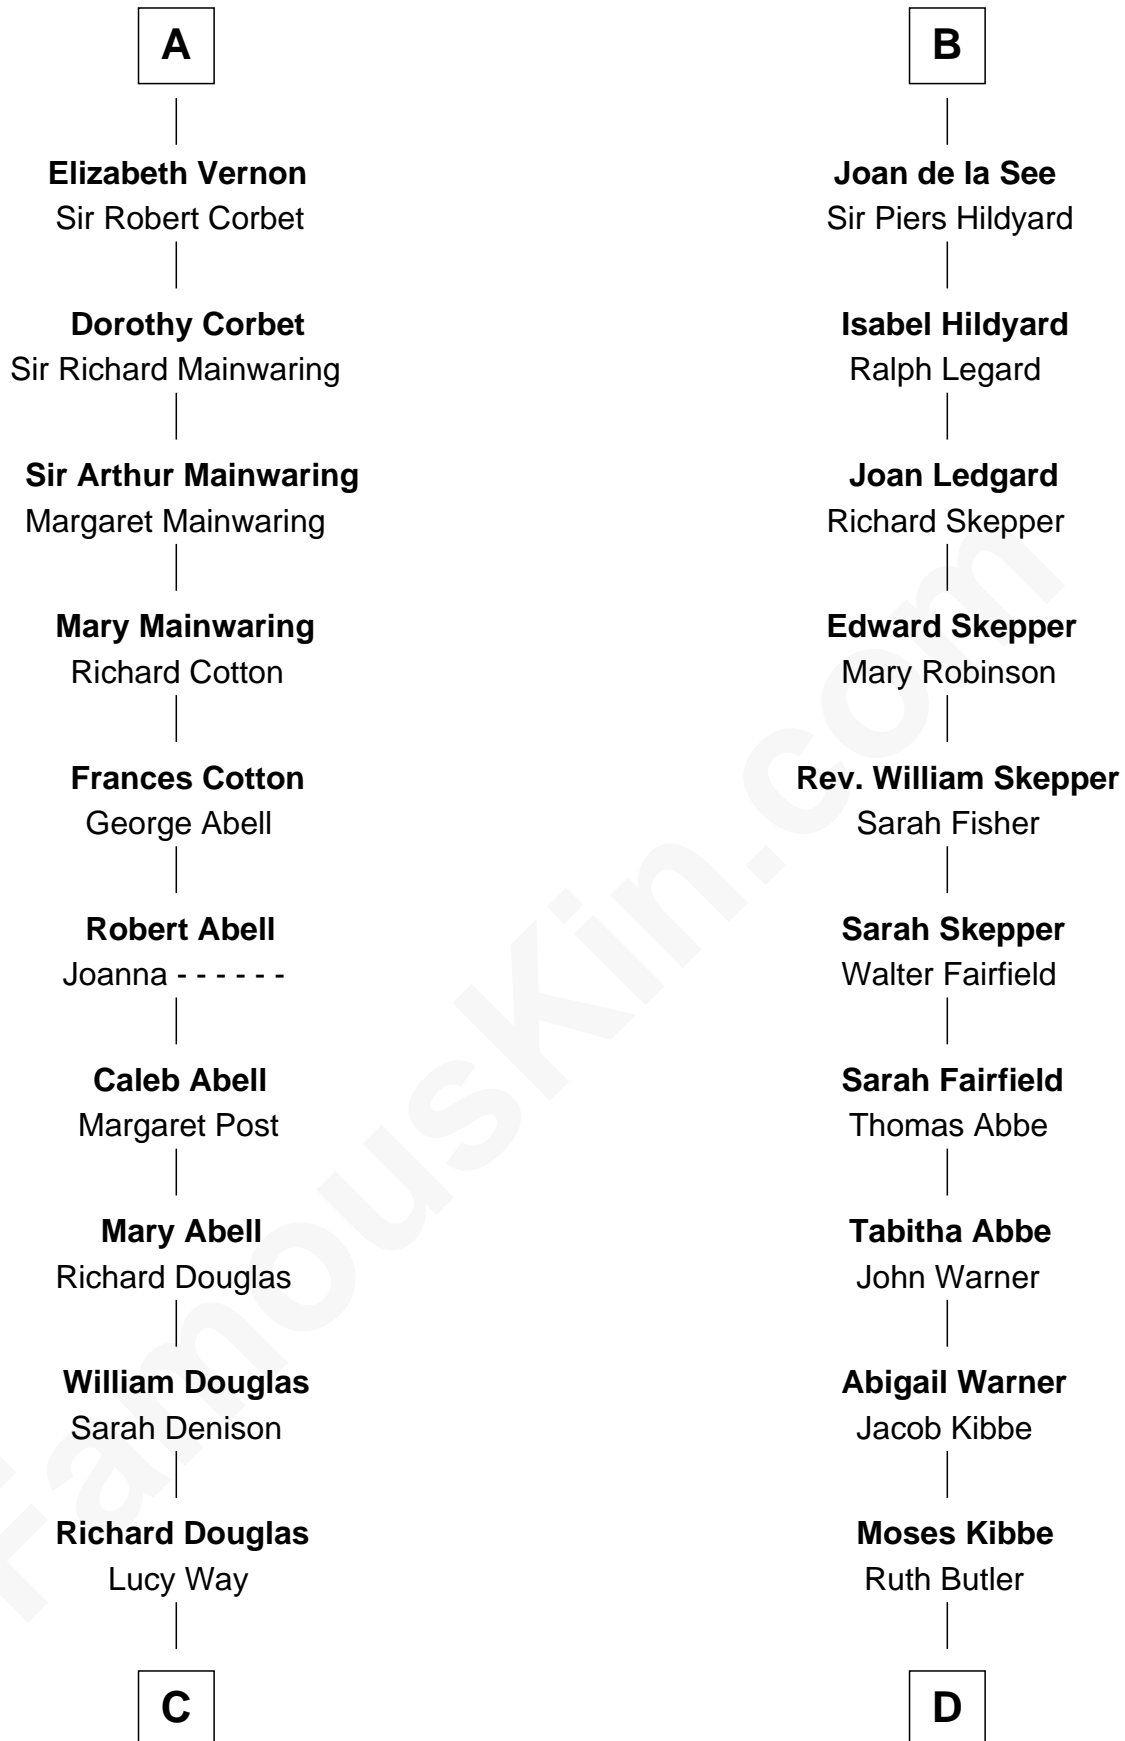 A
Elizabeth Vernon
Sir Robert Corbet
Dorothy Corbet
Sir Richard Mainwaring
Sir Arthur Mainwaring
Margaret Mainwaring
Mary Mainwaring
Richard Cotton
Frances Cotton
George Abell
Robert Abell
Joanna - - - - - -
Caleb Abell
Margaret Post
Mary Abell
Richard Douglas
William Douglas
Sarah Denison
Richard Douglas
Lucy Way
C
B
Joan de la See
Sir Piers Hildyard
Isabel Hildyard
Ralph Legard
Joan Ledgard
Richard Skepper
Edward Skepper
Mary Robinson
Rev. William Skepper
Sarah Fisher
Sarah Skepper
Walter Fairfield
Sarah Fairfield
Thomas Abbe
Tabitha Abbe
John Warner
Abigail Warner
Jacob Kibbe
Moses Kibbe
Ruth Butler
D
FamousKin.com